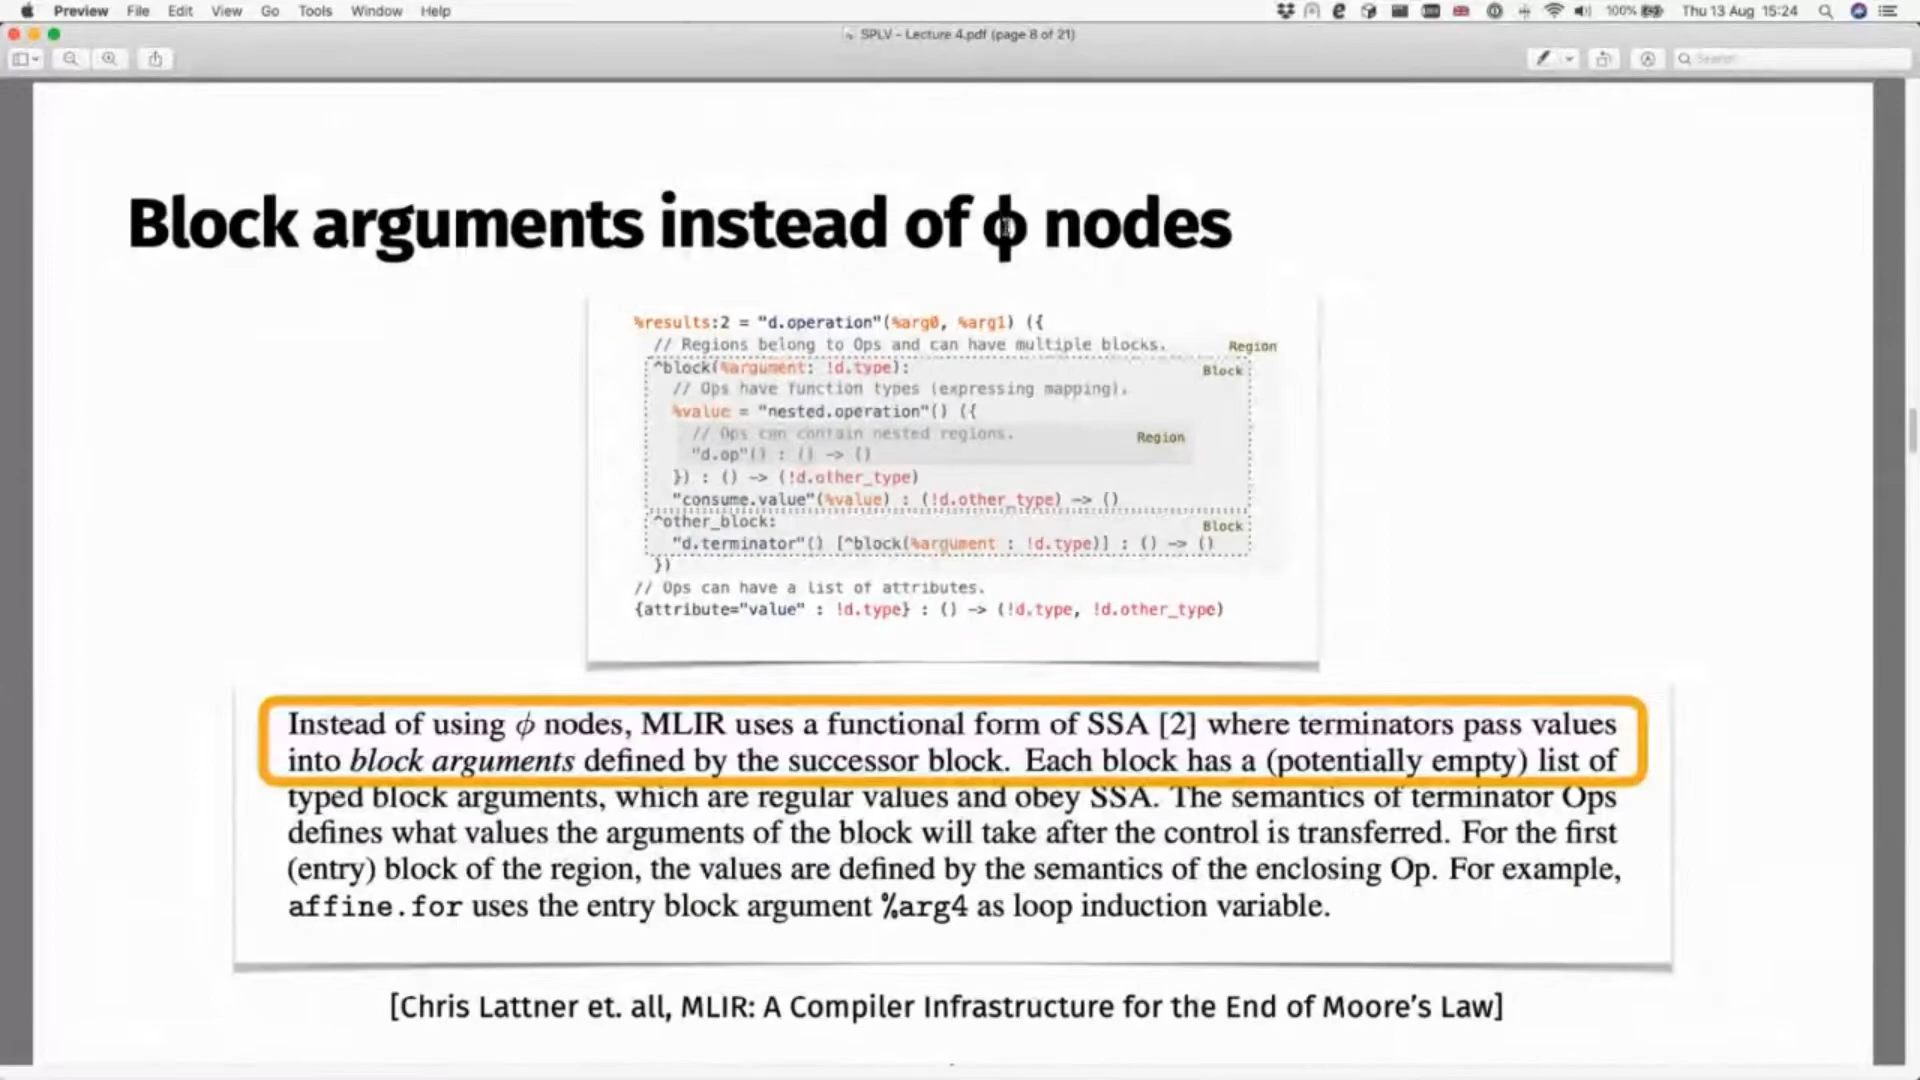 Preview File Edit View Go Tools Window Help 100% Thu 13 Aug 15:24
SPLV - Lecture 4.pdf (page 8 of 21)
Search
Block arguments instead of ϕ nodes
%results:2 = "d.operation"(%arg0, %arg1) ({
// Regions belong to Ops and can have multiple blocks. Region
^block(%argument: !d.type): Block
// Ops have function types (expressing mapping).
%value = "nested.operation"() ({
// Ops can contain nested regions. Region
"d.op"() : () -> ()
}) : () -> (!d.other_type)
"consume.value"(%value) : (!d.other_type) -> ()
^other_block: Block
"d.terminator"() [^block(%argument : !d.type)] : () -> ()
})
// Ops can have a list of attributes.
{attribute="value" : !d.type} : () -> (!d.type, !d.other_type)
Instead of using ϕ nodes, MLIR uses a functional form of SSA [2] where terminators pass values
into block arguments defined by the successor block. Each block has a (potentially empty) list of
typed block arguments, which are regular values and obey SSA. The semantics of terminator Ops
defines what values the arguments of the block will take after the control is transferred. For the first
(entry) block of the region, the values are defined by the semantics of the enclosing Op. For example,
affine.for uses the entry block argument %arg4 as loop induction variable.
[Chris Lattner et. all, MLIR: A Compiler Infrastructure for the End of Moore's Law]